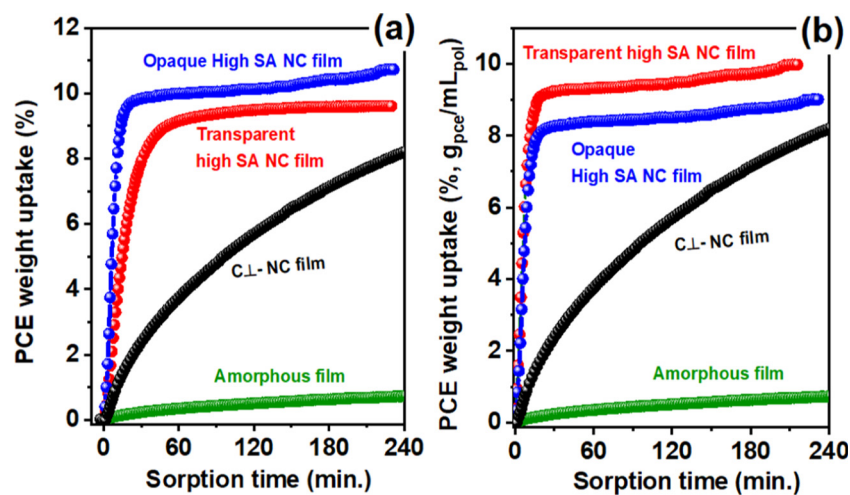 (a)
PCE weight uptake (%)
12
10
8
6
4
2
0
Opaque High SA NC film
Transparent
high SA NC film
C⊥- NC film
Amorphous film
0 60 120 180 240
Sorption time (min.)
(b)
PCE weight uptake (%, g_pce/mL_pol)
10
8
6
4
2
0
Transparent high SA NC film
Opaque
High SA NC film
C⊥- NC film
Amorphous film
0 60 120 180 240
Sorption time (min.)